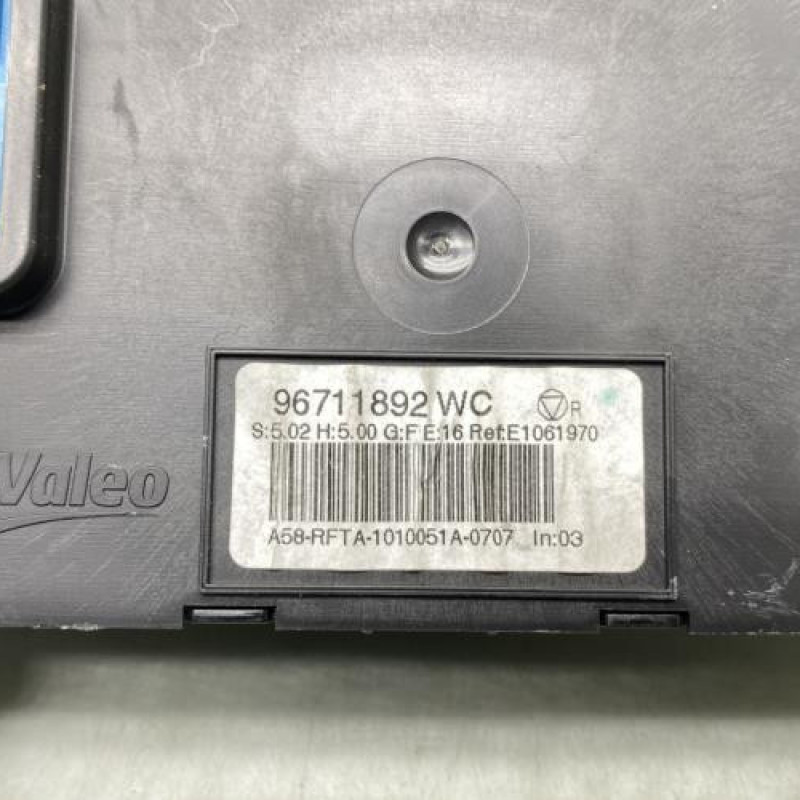 96711892 WC R
S:5.02 H:5.00 G:F E:16 Ref:E1061970
Valeo
A58-RFTA-1010051A-0707 In:03